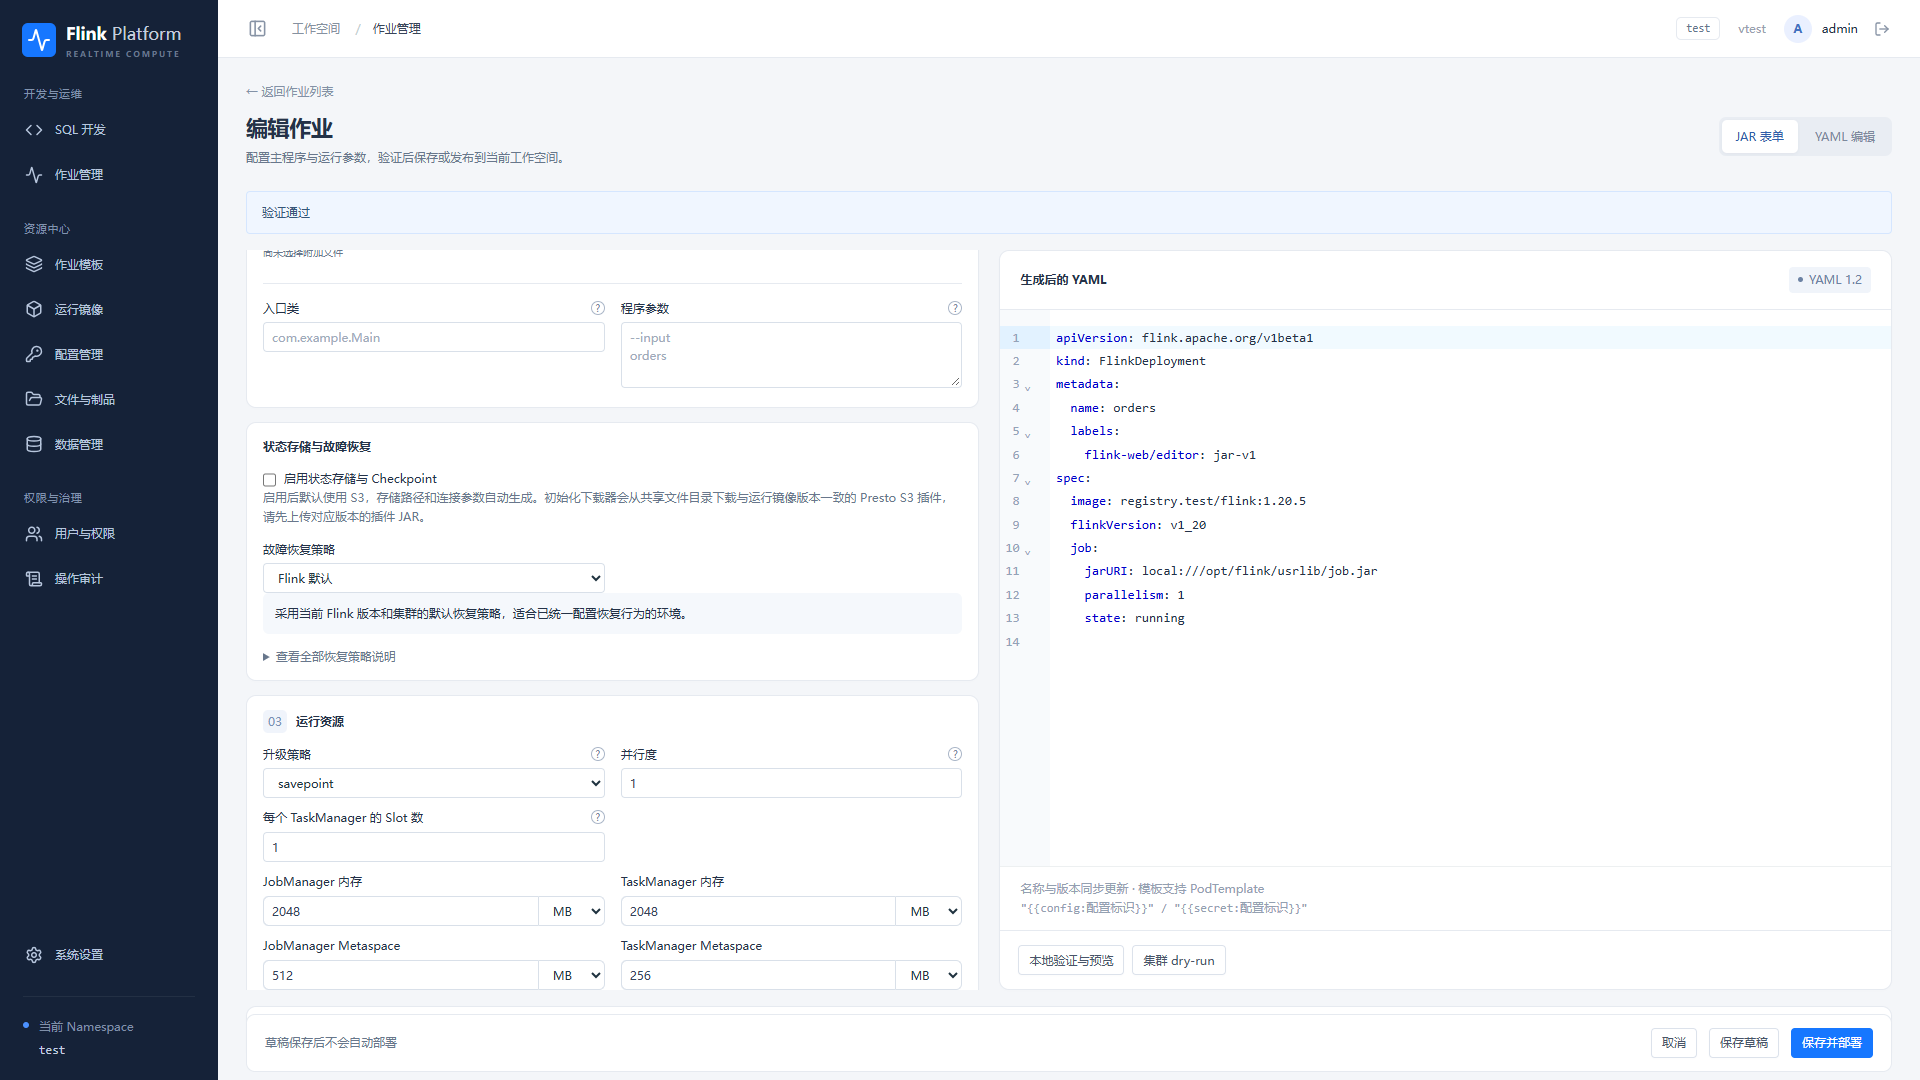 Flink Platform
REALTIME COMPUTE
开发与运维
SQL 开发
作业管理
资源中心
作业模板
运行镜像
配置管理
文件与制品
数据管理
权限与治理
用户与权限
操作审计
系统设置
当前 Namespace
test
工作空间 / 作业管理
test
vtest
A
admin
← 返回作业列表
编辑作业
配置主程序与运行参数，验证后保存或发布到当前工作空间。
JAR 表单
YAML 编辑
验证通过
尚未选择附加文件
入口类
?
程序参数
?
com.example.Main
--input
orders
状态存储与故障恢复
启用状态存储与 Checkpoint
启用后默认使用 S3，存储路径和连接参数自动生成。初始化下载器会从共享文件目录下载与运行镜像版本一致的 Presto S3 插件，
请先上传对应版本的插件 JAR。
故障恢复策略
Flink 默认
采用当前 Flink 版本和集群的默认恢复策略，适合已统一配置恢复行为的环境。
查看全部恢复策略说明
03 运行资源
升级策略
?
并行度
?
savepoint
1
每个 TaskManager 的 Slot 数
?
1
JobManager 内存
TaskManager 内存
2048 MB
2048 MB
JobManager Metaspace
TaskManager Metaspace
512 MB
256 MB
生成后的 YAML
• YAML 1.2
1 apiVersion: flink.apache.org/v1beta1
2 kind: FlinkDeployment
3 metadata:
4 name: orders
5 labels:
6 flink-web/editor: jar-v1
7 spec:
8 image: registry.test/flink:1.20.5
9 flinkVersion: v1_20
10 job:
11 jarURI: local:///opt/flink/usrlib/job.jar
12 parallelism: 1
13 state: running
14
名称与版本同步更新 · 模板支持 PodTemplate
"{{config:配置标识}}" / "{{secret:配置标识}}"
本地验证与预览
集群 dry-run
草稿保存后不会自动部署
取消
保存草稿
保存并部署